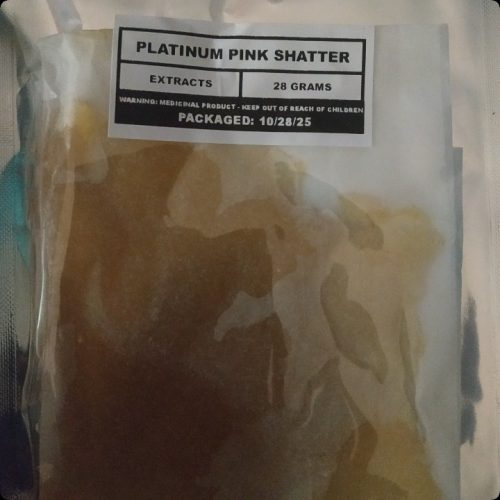 PLATINUM PINK SHATTER
EXTRACTS 28 GRAMS
WARNING: MEDICINAL PRODUCT - KEEP OUT OF REACH OF CHILDREN
PACKAGED: 10/28/25